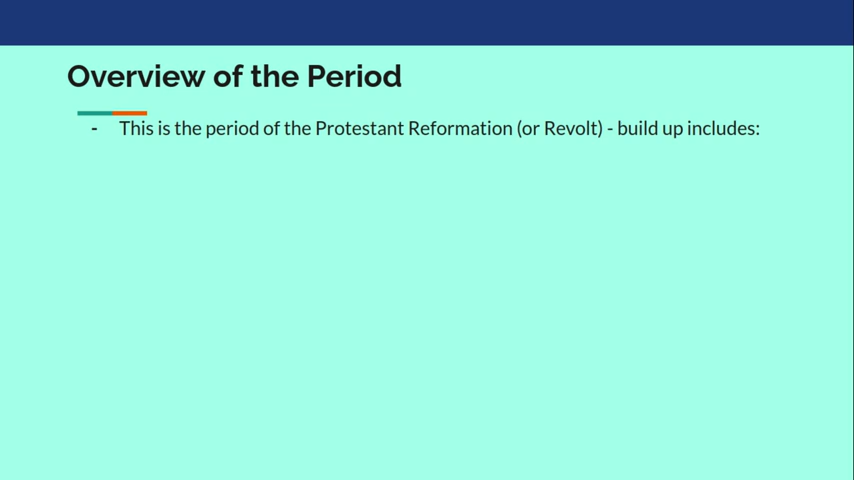 Overview of the Period
- This is the period of the Protestant Reformation (or Revolt) - build up includes: